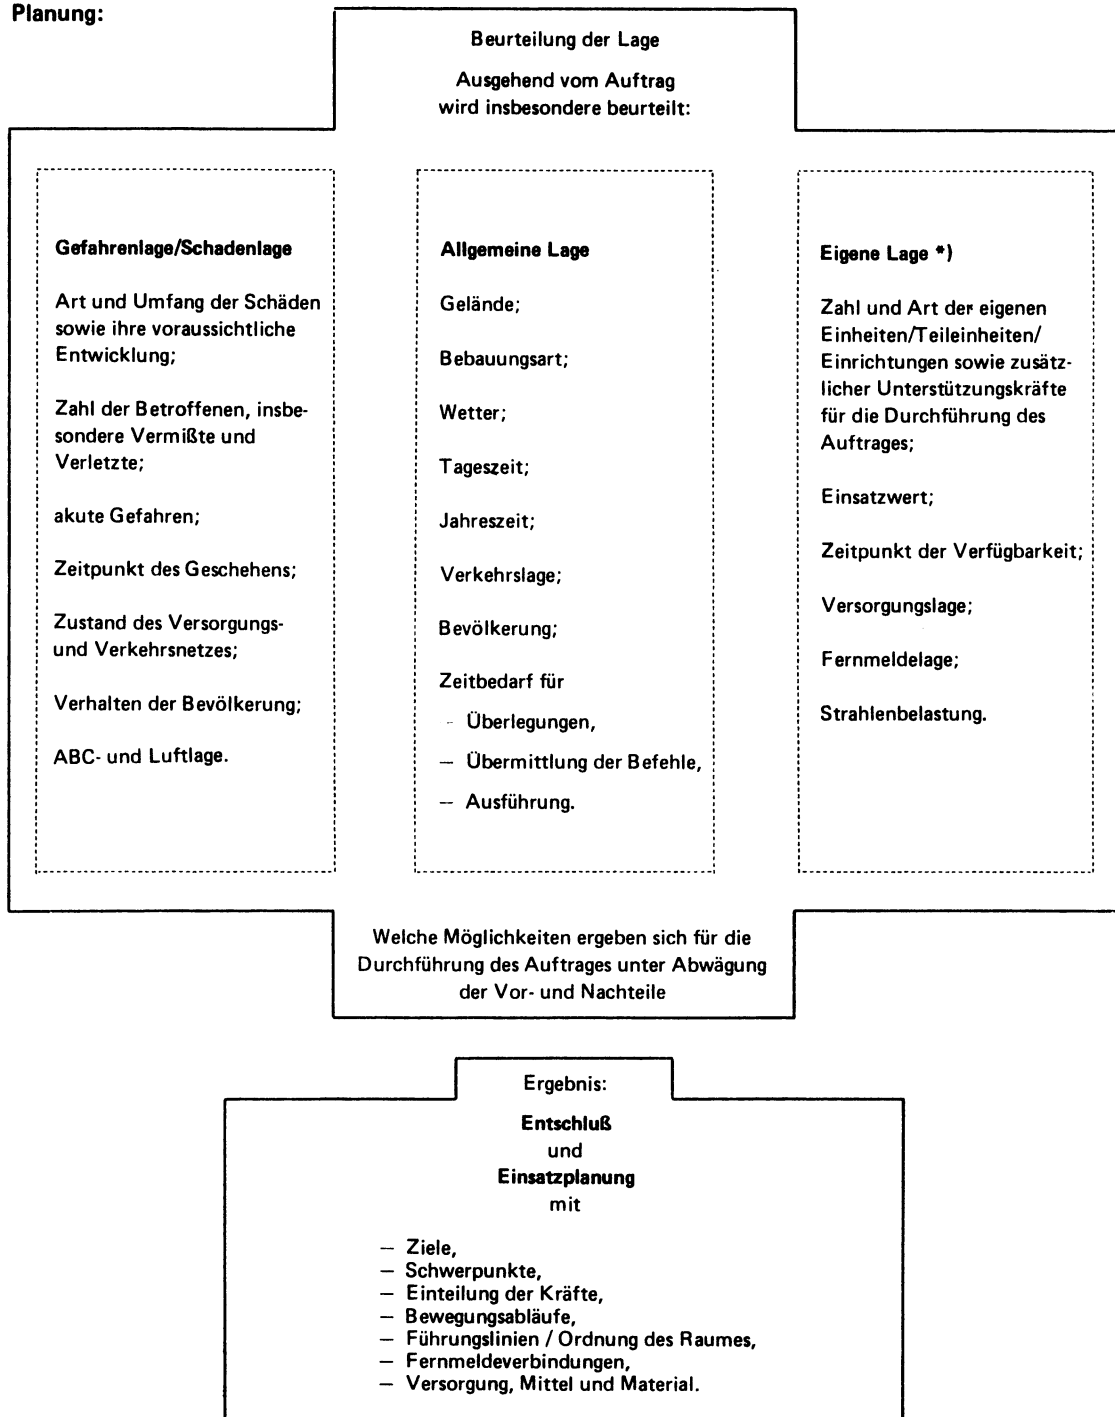 Planung:
Beurteilung der Lage
Ausgehend vom Auftrag
wird insbesondere beurteilt:
Gefahrenlage/Schadenlage
Art und Umfang der Schäden
sowie ihre voraussichtliche
Entwicklung;
Zahl der Betroffenen, insbe-
sondere Vermißte und
Verletzte;
akute Gefahren;
Zeitpunkt des Geschehens;
Zustand des Versorgungs-
und Verkehrsnetzes;
Verhalten der Bevölkerung;
ABC- und Luftlage.
Allgemeine Lage
Gelände;
Bebauungsart;
Wetter;
Tageszeit;
Jahreszeit;
Verkehrslage;
Bevölkerung;
Zeitbedarf für
– Überlegungen,
– Übermittlung der Befehle,
– Ausführung.
Eigene Lage *)
Zahl und Art der eigenen
Einheiten/Teileinheiten/
Einrichtungen sowie zusätz-
licher Unterstützungskräfte
für die Durchführung des
Auftrages;
Einsatzwert;
Zeitpunkt der Verfügbarkeit;
Versorgungslage;
Fernmeldelage;
Strahlenbelastung.
Welche Möglichkeiten ergeben sich für die
Durchführung des Auftrages unter Abwägung
der Vor- und Nachteile
Ergebnis:
Entschluß
und
Einsatzplanung
mit
– Ziele,
– Schwerpunkte,
– Einteilung der Kräfte,
– Bewegungsabläufe,
– Führungslinien / Ordnung des Raumes,
– Fernmeldeverbindungen,
– Versorgung, Mittel und Material.